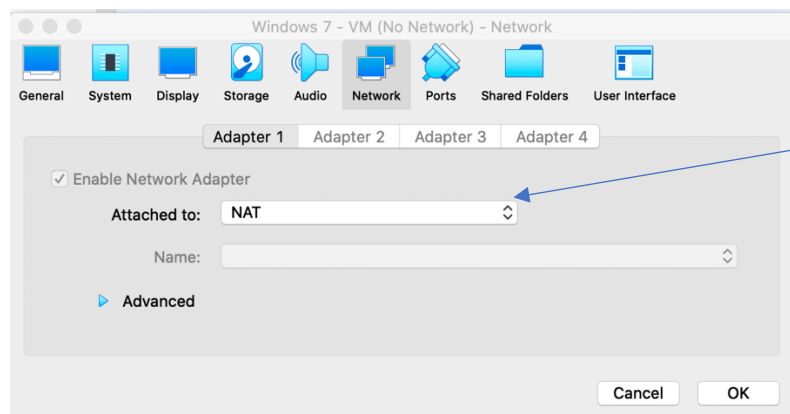 Windows 7 - VM (No Network) - Network
General System Display Storage Audio Network Ports Shared Folders User Interface
Adapter 1 Adapter 2 Adapter 3 Adapter 4
Enable Network Adapter
Attached to: NAT
Name:
Advanced
Cancel OK